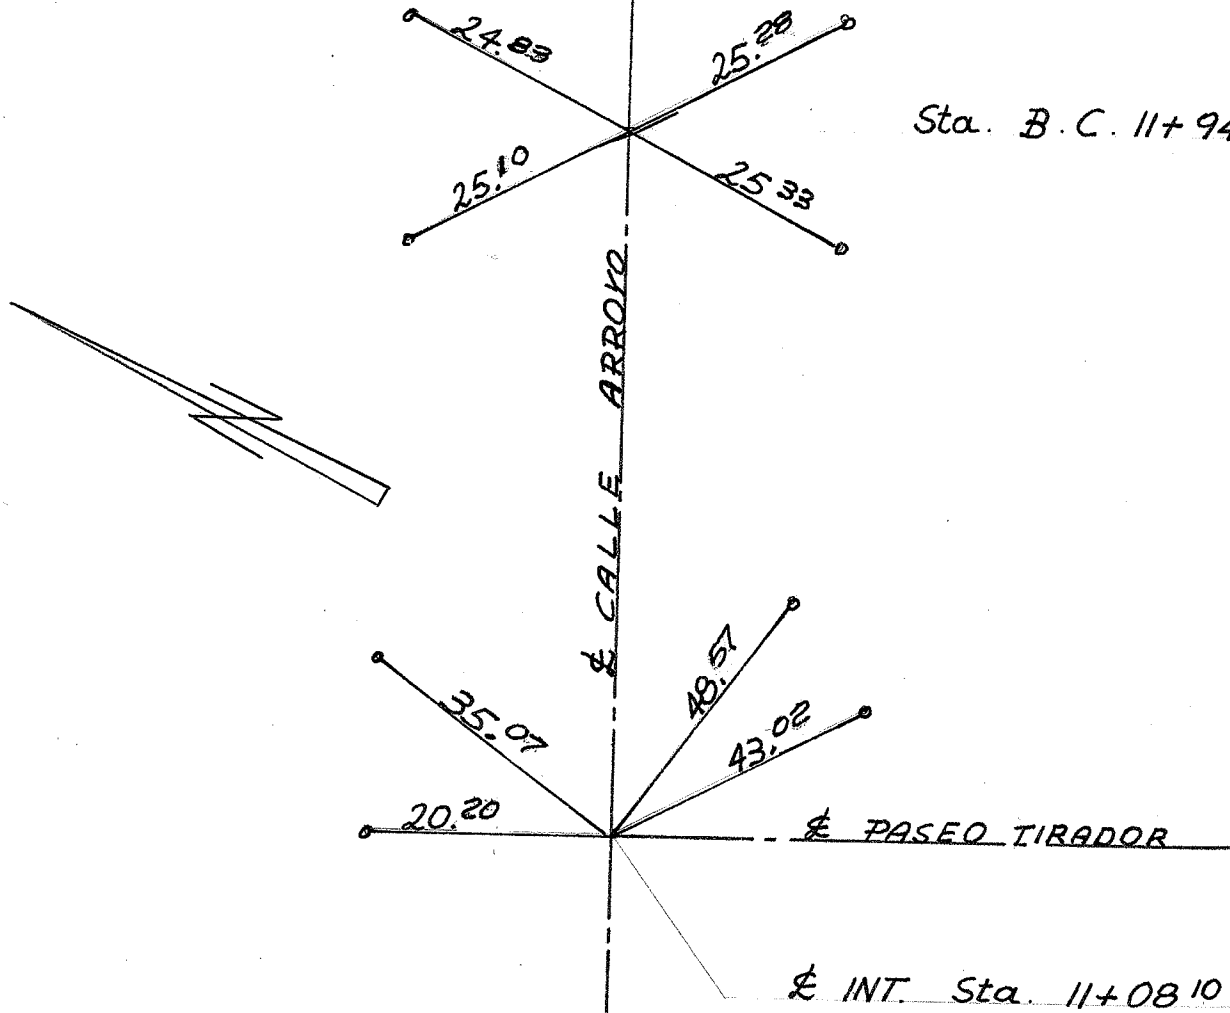 24.83
25.28
Sta. B.C. 11+94
25.10
25 33
℄ CALLE ARROYO
35.07
48.57
43.02
20.20
℄ PASEO TIRADOR
℄ INT. Sta. 11+08 10